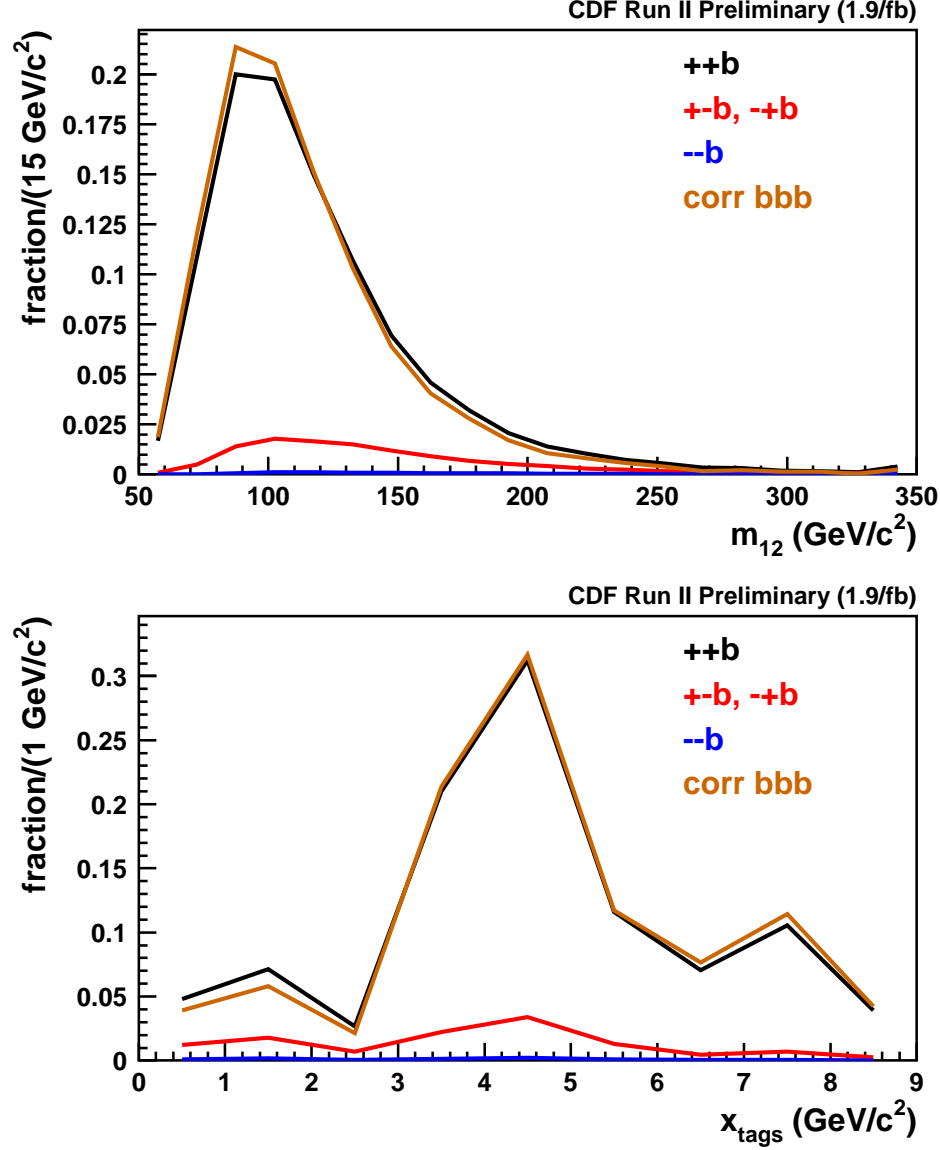 CDF Run II Preliminary (1.9/fb)
fraction/(15 GeV/c²)
0.2
0.175
0.15
0.125
0.1
0.075
0.05
0.025
0
++b
+-b, -+b
--b
corr bbb
50 100 150 200 250 300 350
m₁₂ (GeV/c²)
CDF Run II Preliminary (1.9/fb)
fraction/(1 GeV/c²)
0.3
0.25
0.2
0.15
0.1
0.05
0
++b
+-b, -+b
--b
corr bbb
0 1 2 3 4 5 6 7 8 9
x_tags (GeV/c²)